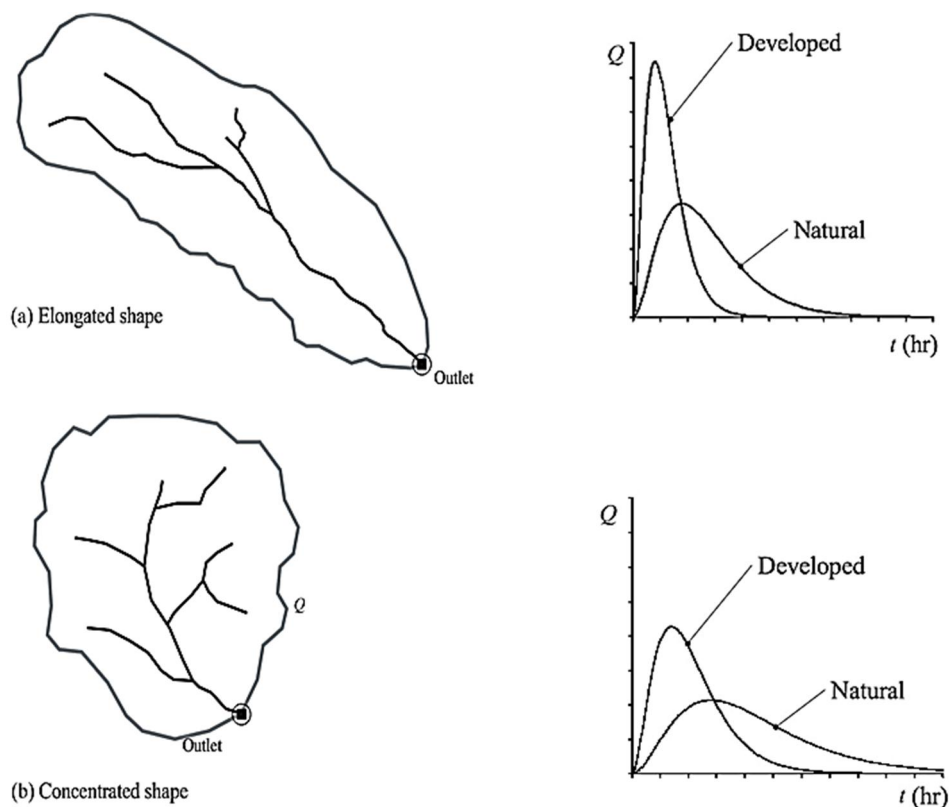 Q
Developed
Natural
(a) Elongated shape
t (hr)
Outlet
Q
Developed
Q
Natural
Outlet
(b) Concentrated shape
t (hr)